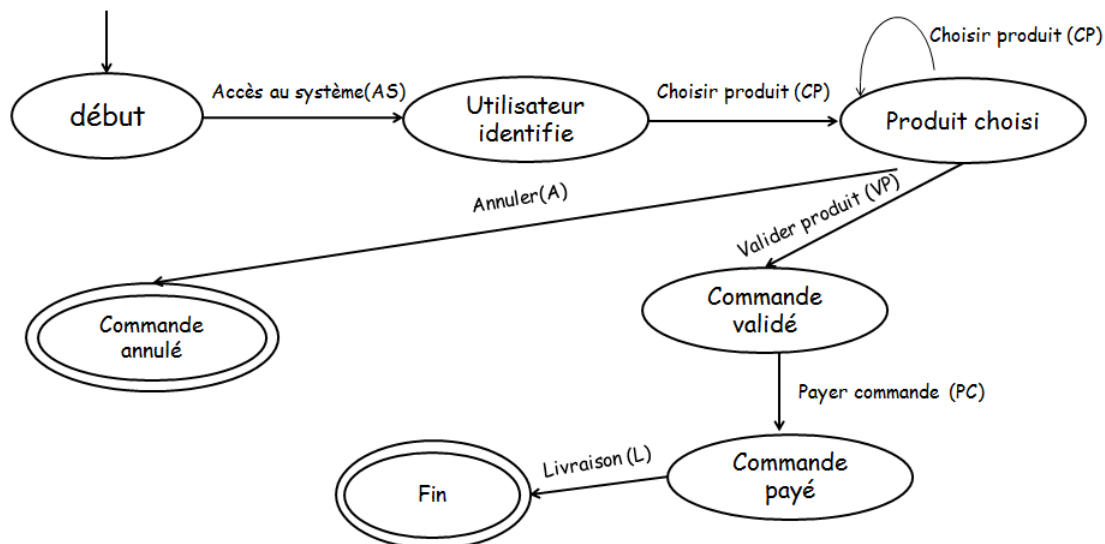 Choisir produit (CP)
début
Accès au système(AS)
Utilisateur
identifie
Choisir produit (CP)
Produit choisi
Annuler(A)
Valider produit (VP)
Commande
annulé
Commande
validé
Payer commande (PC)
Livraison (L)
Fin
Commande
payé